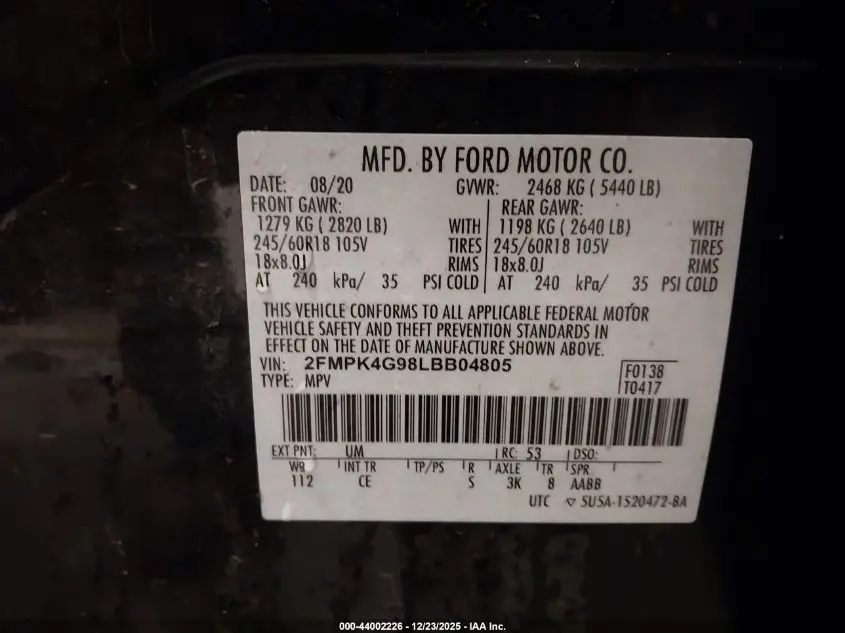 MFD. BY FORD MOTOR CO.
DATE: 08/20 GVWR: 2468 KG ( 5440 LB)
FRONT GAWR: REAR GAWR:
1279 KG ( 2820 LB) WITH 1198 KG ( 2640 LB) WITH
245/60R18 105V TIRES 245/60R18 105V TIRES
18x8.0J RIMS 18x8.0J RIMS
AT 240 kPa/ 35 PSI COLD AT 240 kPa/ 35 PSI COLD
THIS VEHICLE CONFORMS TO ALL APPLICABLE FEDERAL MOTOR
VEHICLE SAFETY AND THEFT PREVENTION STANDARDS IN
EFFECT ON THE DATE OF MANUFACTURE SHOWN ABOVE.
VIN: 2FMPK4G98LBB04805 F0138
TYPE: MPV T0417
EXT PNT: UM RC: 53 DSO:
WB INT TR TP/PS R AXLE TR SPR
112 CE S 3K 8 AABB
UTC ▽ 5U5A-1520472-BA
000-44002226 - 12/23/2025 - IAA Inc.